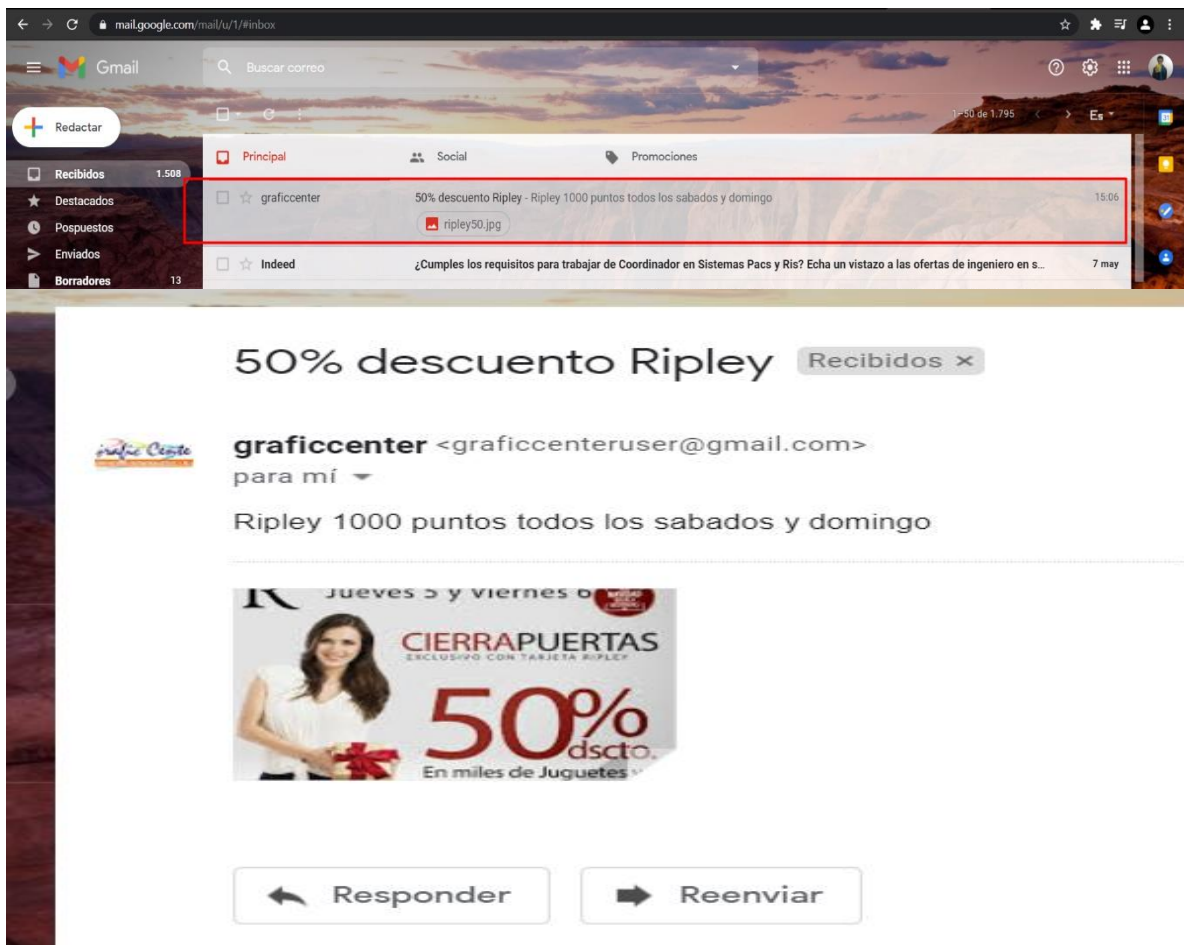 mail.google.com/mail/u/1/#inbox
Gmail
Buscar correo
Redactar
1–50 de 1.795
Es
Principal
Social
Promociones
Recibidos 1.508
Destacados
Pospuestos
Enviados
Borradores 13
graficcenter 50% descuento Ripley - Ripley 1000 puntos todos los sabados y domingo 15:06
ripley50.jpg
Indeed ¿Cumples los requisitos para trabajar de Coordinador en Sistemas Pacs y Ris? Echa un vistazo a las ofertas de ingeniero en s... 7 may
50% descuento Ripley Recibidos ×
graficcenter <graficcenteruser@gmail.com>
para mí
Ripley 1000 puntos todos los sabados y domingo
R Jueves 5 y viernes 6
CIERRAPUERTAS
EXCLUSIVO CON TARJETA RIPLEY
50%
dscto.
En miles de Juguetes y
Responder
Reenviar